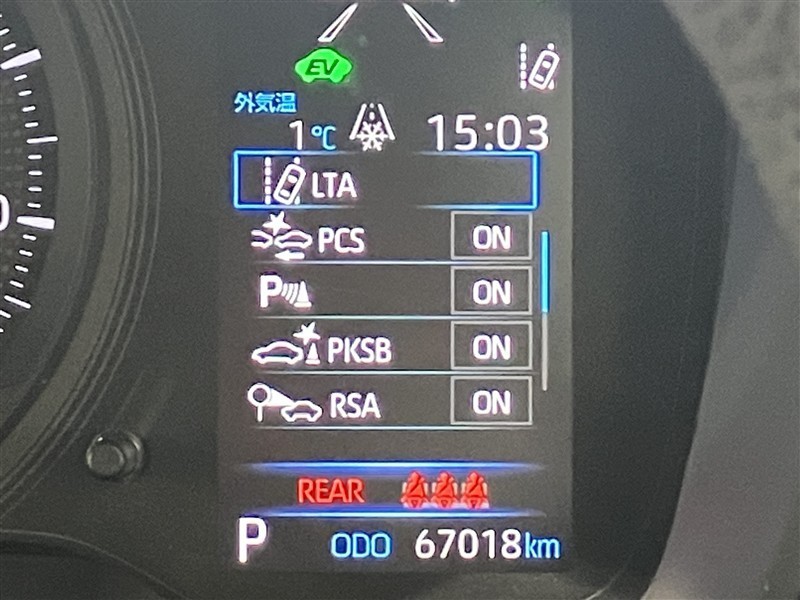 EV
外気温
1℃ 15:03
LTA
PCS ON
P ON
PKSB ON
RSA ON
REAR
P ODO 67018km